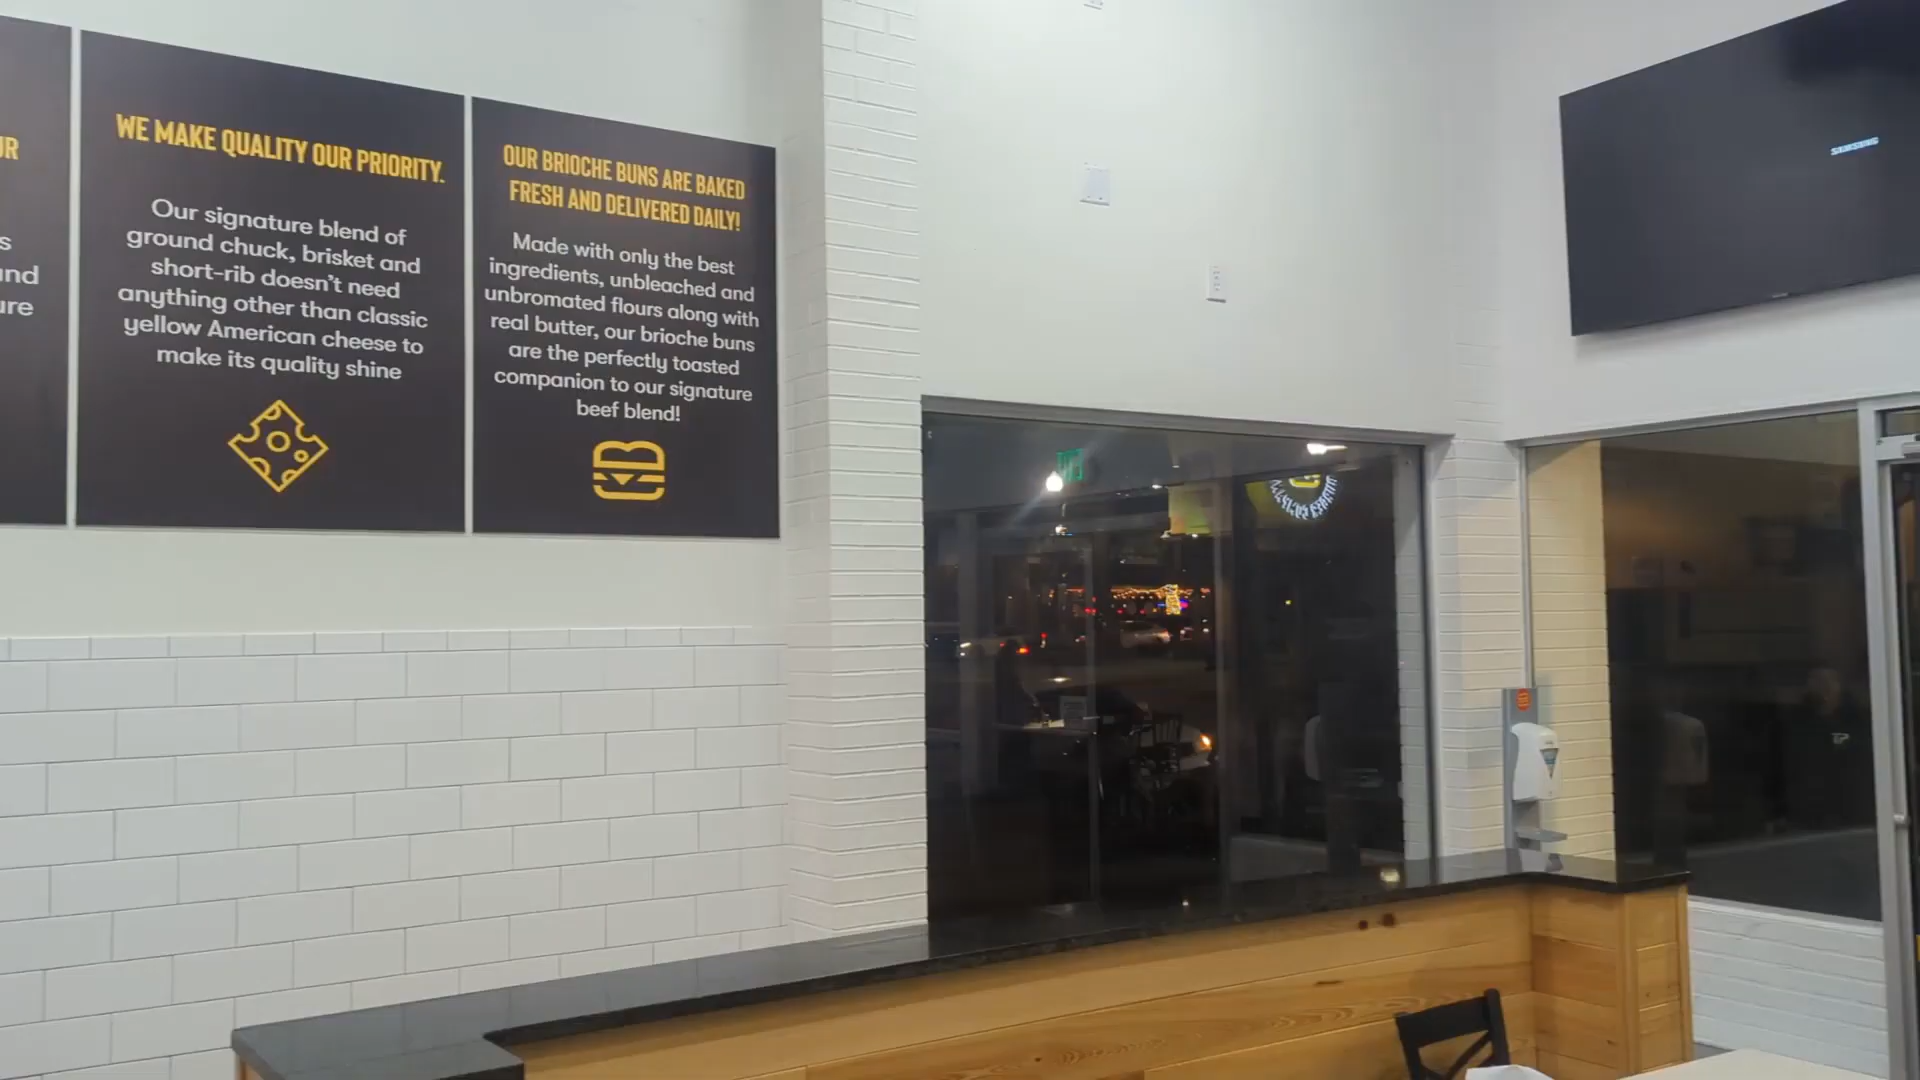 UR
s
and
ure
WE MAKE QUALITY OUR PRIORITY.
Our signature blend of
ground chuck, brisket and
short-rib doesn't need
anything other than classic
yellow American cheese to
make its quality shine
OUR BRIOCHE BUNS ARE BAKED
FRESH AND DELIVERED DAILY!
Made with only the best
ingredients, unbleached and
unbromated flours along with
real butter, our brioche buns
are the perfectly toasted
companion to our signature
beef blend!
SAMSUNG